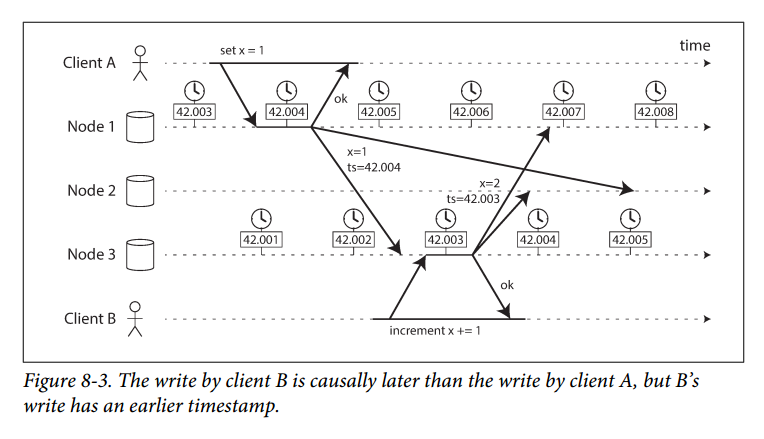 time
Client A
set x = 1
ok
42.003 42.004 42.005 42.006 42.007 42.008
Node 1
x=1
ts=42.004
Node 2
x=2
ts=42.003
42.001 42.002 42.003 42.004 42.005
Node 3
ok
Client B
increment x += 1
Figure 8-3. The write by client B is causally later than the write by client A, but B’s
write has an earlier timestamp.